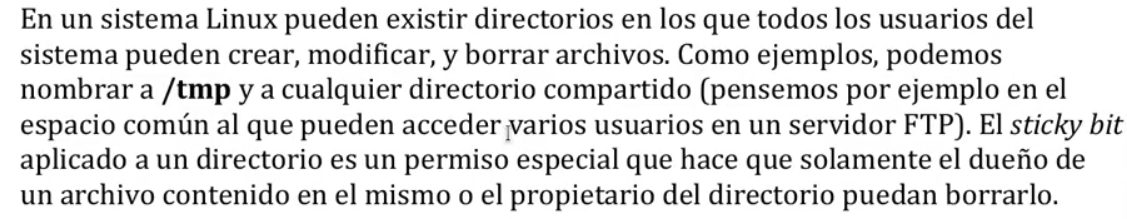 En un sistema Linux pueden existir directorios en los que todos los usuarios del
sistema pueden crear, modificar, y borrar archivos. Como ejemplos, podemos
nombrar a /tmp y a cualquier directorio compartido (pensemos por ejemplo en el
espacio común al que pueden acceder varios usuarios en un servidor FTP). El sticky bit
aplicado a un directorio es un permiso especial que hace que solamente el dueño de
un archivo contenido en el mismo o el propietario del directorio puedan borrarlo.